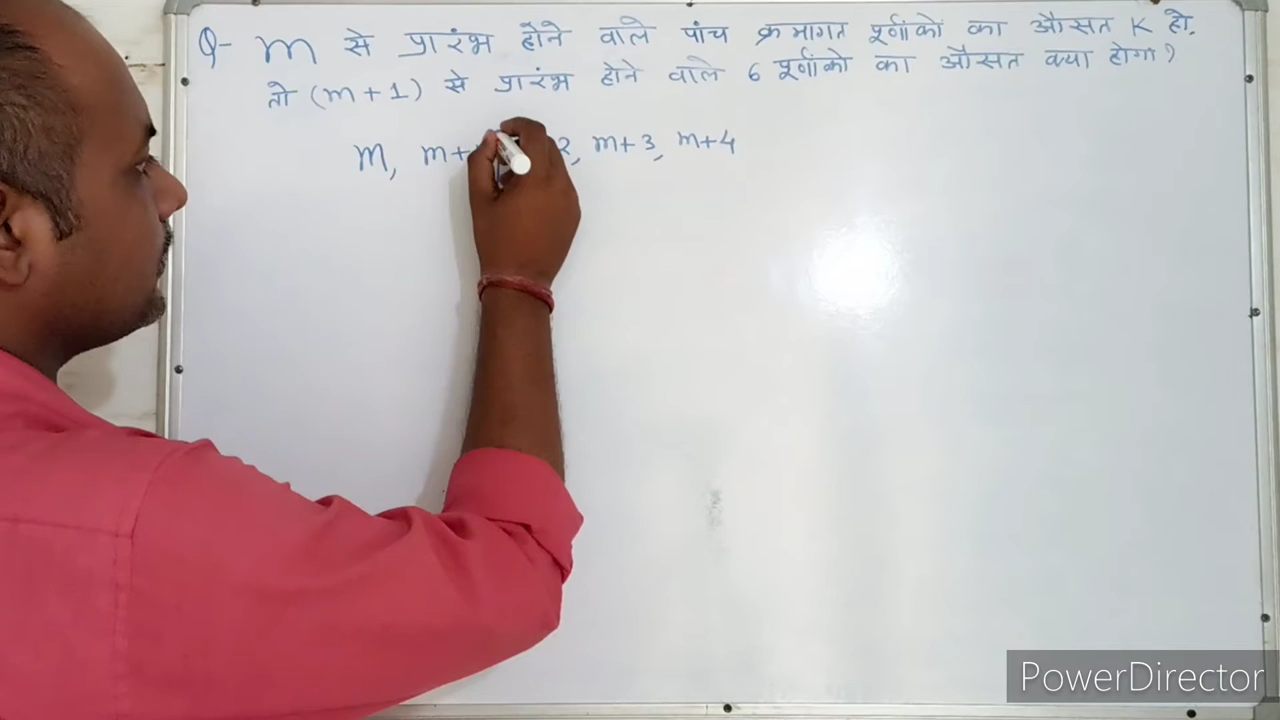 Q- m से प्रारंभ होने वाले पांच क्रमागत पूर्णांको का औसत K हो.
तो (m+1) से प्रारंभ होने वाले 6 पूर्णांको का औसत क्या होगा?
m, m+ 2, m+3, m+4
PowerDirector